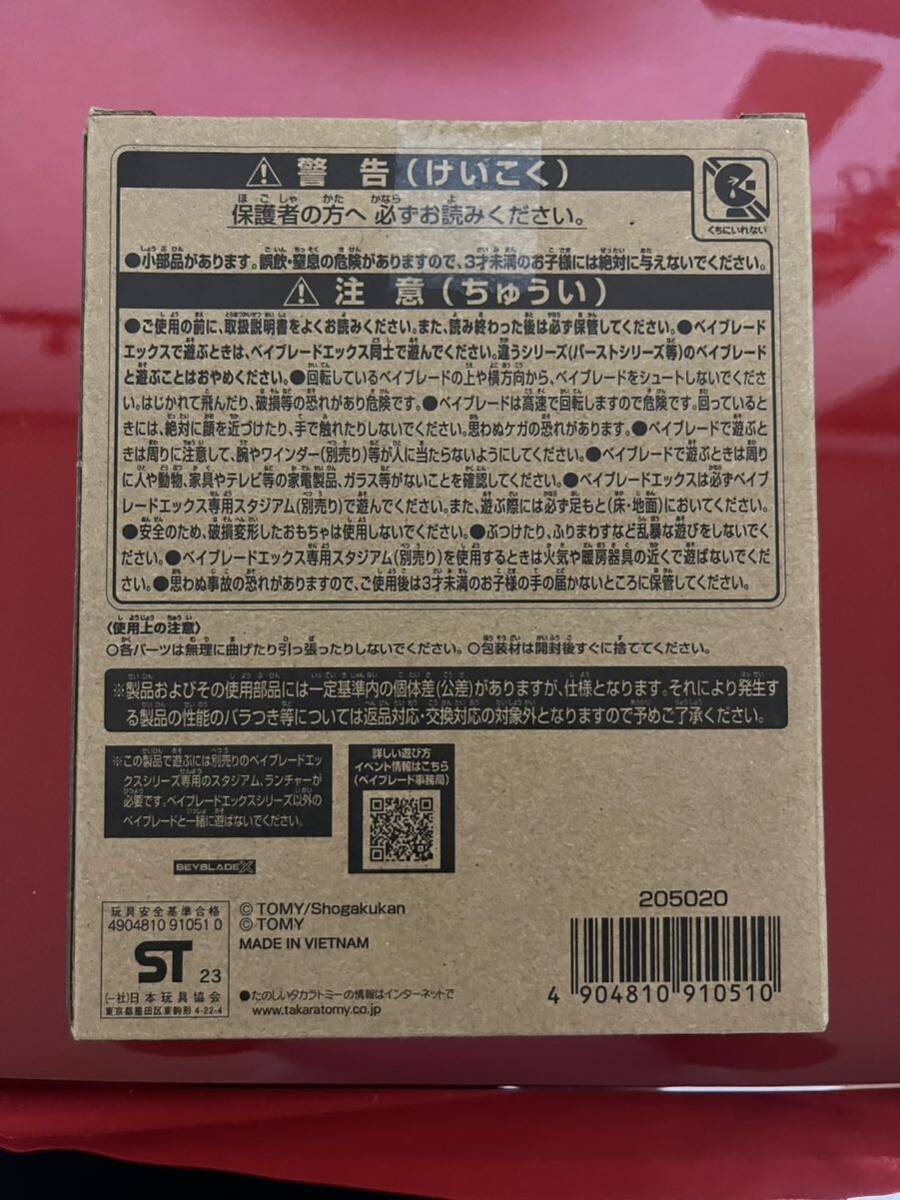 警告(けいこく)
くちにいれない
保護者の方へ 必ずお読みください。
●小部品があります。誤飲・窒息の危険がありますので、3才未満のお子様には絶対に与えないでください。
注意(ちゅうい)
●ご使用の前に、取扱説明書をよくお読みください。また、読み終わった後は必ず保管してください。●ベイブレード
エックスで遊ぶときは、ベイブレードエックス同士で遊んでください。違うシリーズ(バーストシリーズ等)のベイブレード
と遊ぶことはおやめください。●回転しているベイブレードの上や横方向から、ベイブレードをシュートしないでくださ
い。はじかれて飛んだり、破損等の恐れがあり危険です。●ベイブレードは高速で回転しますので危険です。回っていると
きには、絶対に顔を近づけたり、手で触れたりしないでください。思わぬケガの恐れがあります。●ベイブレードで遊ぶと
きは周りに注意して、腕やワインダー(別売り)等が人に当たらないようにしてください。●ベイブレードで遊ぶときは周り
に人や動物、家具やテレビ等の家電製品、ガラス等がないことを確認してください。●ベイブレードエックスは必ずベイブ
レードエックス専用スタジアム(別売り)で遊んでください。また、遊ぶ際には必ず足もと(床・地面)においてください。
●安全のため、破損変形したおもちゃは使用しないでください。●ぶつけたり、ふりまわすなど乱暴な遊びをしないでく
ださい。●ベイブレードエックス専用スタジアム(別売り)を使用するときは火気や暖房器具の近くで遊ばないでくだ
さい。●思わぬ事故の恐れがありますので、ご使用後は3才未満のお子様の手の届かないところに保管してください。
〈使用上の注意〉
○各パーツは無理に曲げたり引っ張ったりしないでください。○包装材は開封後すぐに捨ててください。
※製品およびその使用部品には一定基準内の個体差(公差)がありますが、仕様となります。それにより発生す
る製品の性能のバラつき等については返品対応・交換対応の対象外となりますので予めご了承ください。
※この製品で遊ぶには別売りのベイブレードエッ
クスシリーズ専用のスタジアム、ランチャーが
必要です。ベイブレードエックスシリーズ以外の
ベイブレードと一緒に遊ばないでください。
詳しい遊び方
イベント情報はこちら
(ベイブレード事務局)
BEYBLADE X
玩具安全基準合格
4904810 91051 0
ST 23
(一社)日本玩具協会
東京都墨田区東駒形 4-22-4
© TOMY/Shogakukan
© TOMY
MADE IN VIETNAM
●たのしいタカラトミーの情報はインターネットで
www.takaratomy.co.jp
205020
4 904810 910510